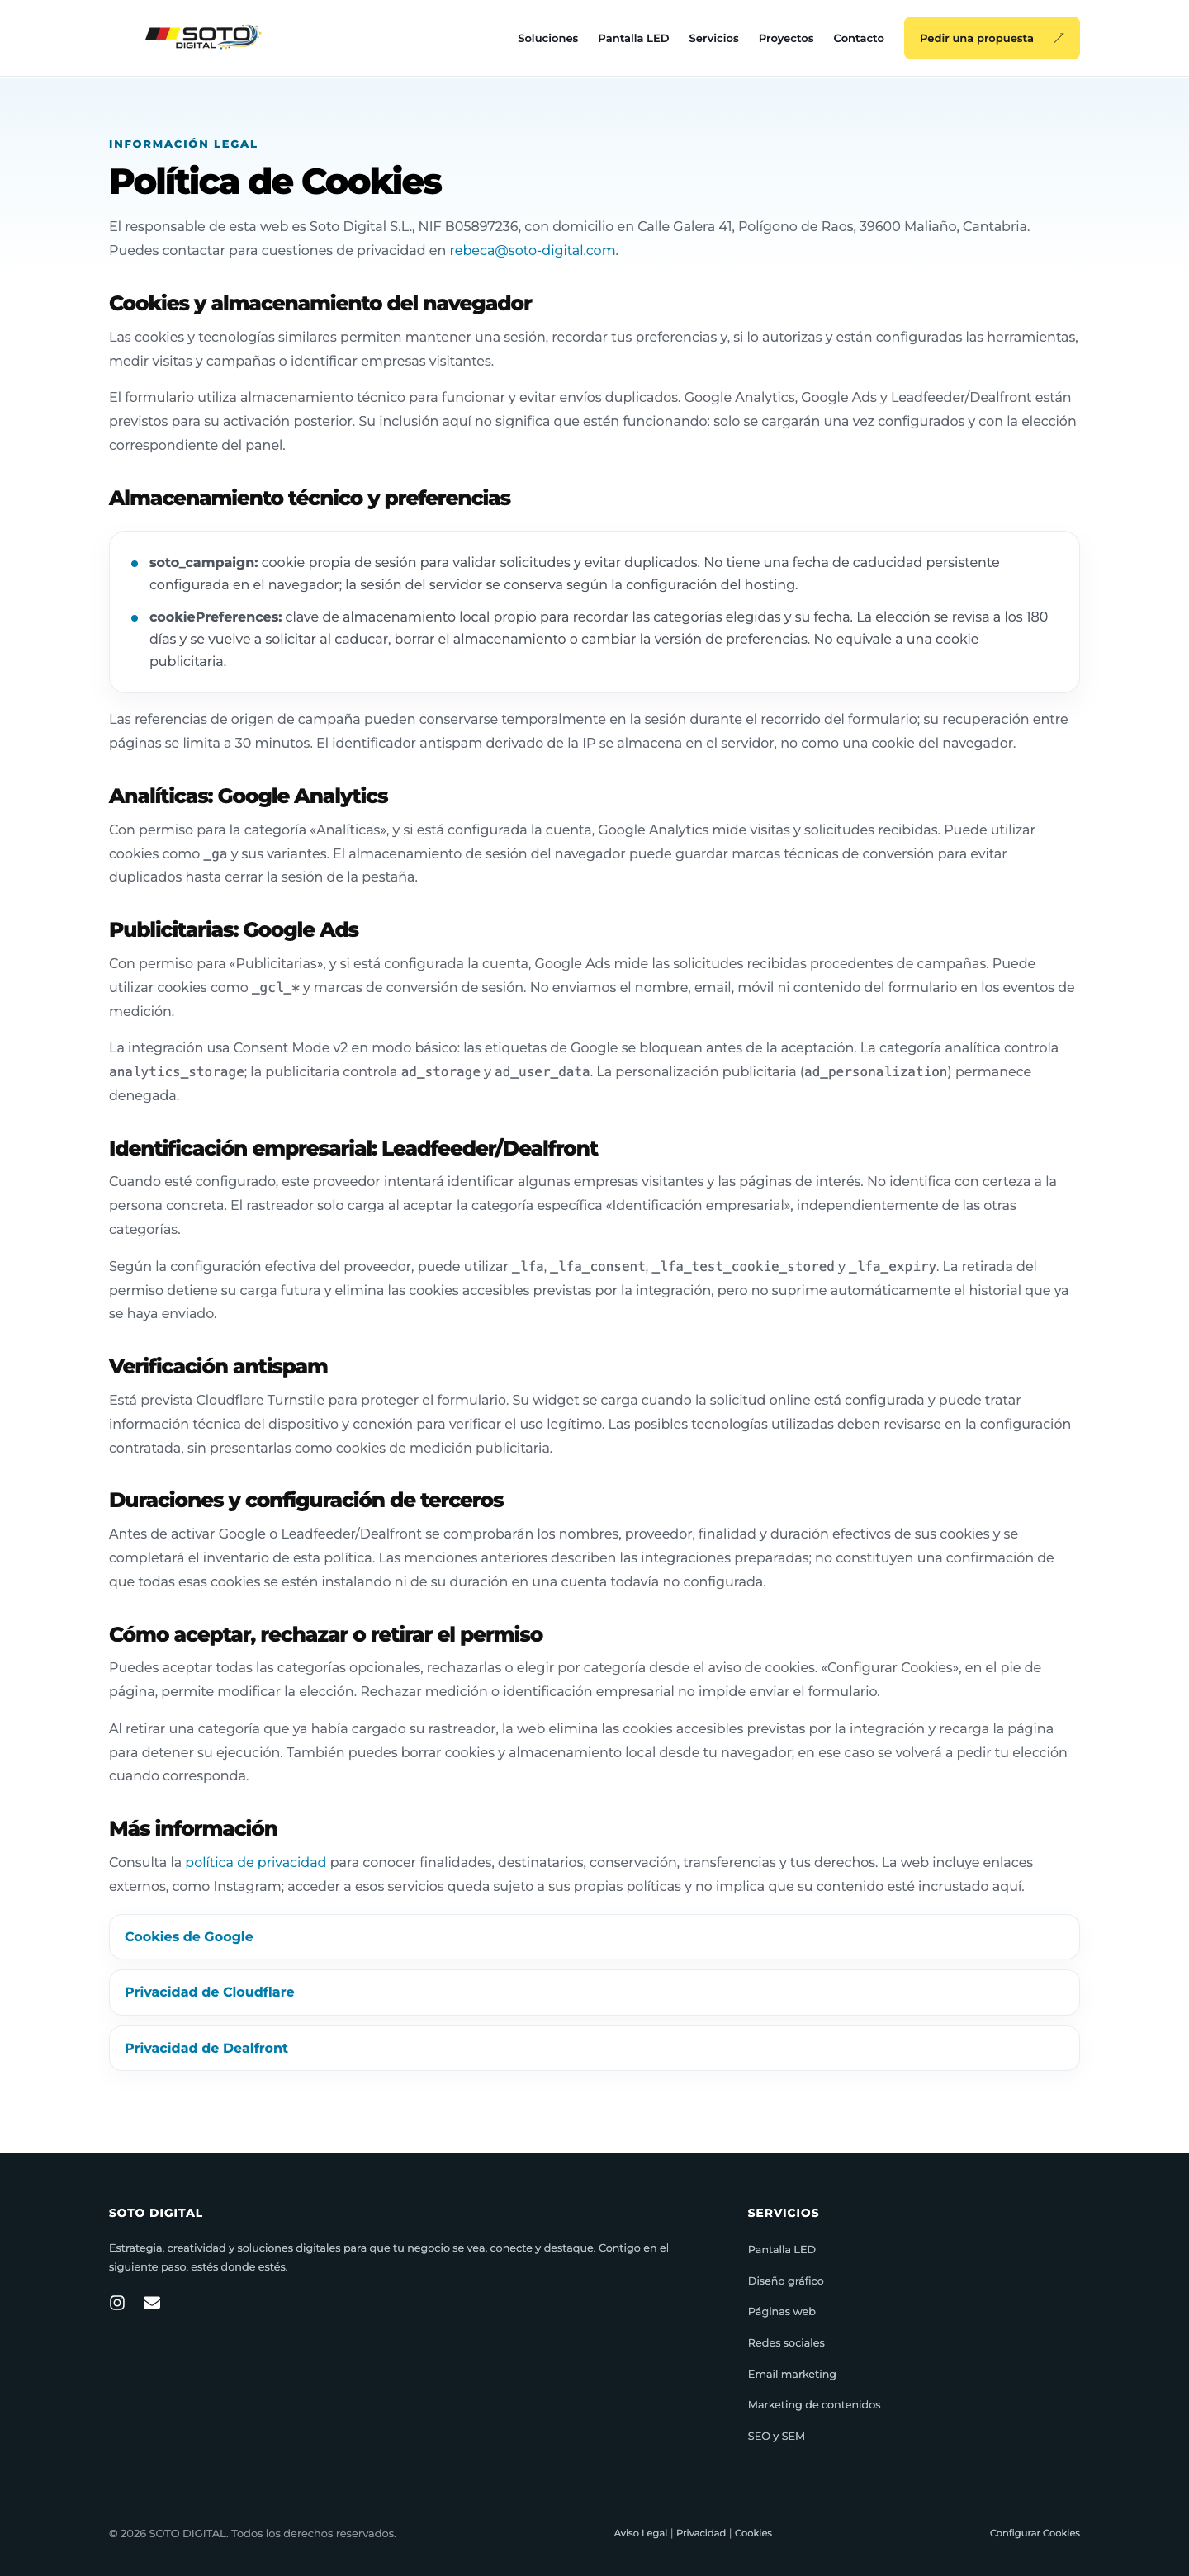 SOTO
DIGITAL
Soluciones
Pantalla LED
Servicios
Proyectos
Contacto
Pedir una propuesta
INFORMACIÓN LEGAL
Política de Cookies
El responsable de esta web es Soto Digital S.L., NIF B05897236, con domicilio en Calle Galera 41, Polígono de Raos, 39600 Maliaño, Cantabria.
Puedes contactar para cuestiones de privacidad en rebeca@soto-digital.com.
Cookies y almacenamiento del navegador
Las cookies y tecnologías similares permiten mantener una sesión, recordar tus preferencias y, si lo autorizas y están configuradas las herramientas,
medir visitas y campañas o identificar empresas visitantes.
El formulario utiliza almacenamiento técnico para funcionar y evitar envíos duplicados. Google Analytics, Google Ads y Leadfeeder/Dealfront están
previstos para su activación posterior. Su inclusión aquí no significa que estén funcionando: solo se cargarán una vez configurados y con la elección
correspondiente del panel.
Almacenamiento técnico y preferencias
soto_campaign: cookie propia de sesión para validar solicitudes y evitar duplicados. No tiene una fecha de caducidad persistente
configurada en el navegador; la sesión del servidor se conserva según la configuración del hosting.
cookiePreferences: clave de almacenamiento local propio para recordar las categorías elegidas y su fecha. La elección se revisa a los 180
días y se vuelve a solicitar al caducar, borrar el almacenamiento o cambiar la versión de preferencias. No equivale a una cookie
publicitaria.
Las referencias de origen de campaña pueden conservarse temporalmente en la sesión durante el recorrido del formulario; su recuperación entre
páginas se limita a 30 minutos. El identificador antispam derivado de la IP se almacena en el servidor, no como una cookie del navegador.
Analíticas: Google Analytics
Con permiso para la categoría «Analíticas», y si está configurada la cuenta, Google Analytics mide visitas y solicitudes recibidas. Puede utilizar
cookies como _ga y sus variantes. El almacenamiento de sesión del navegador puede guardar marcas técnicas de conversión para evitar
duplicados hasta cerrar la sesión de la pestaña.
Publicitarias: Google Ads
Con permiso para «Publicitarias», y si está configurada la cuenta, Google Ads mide las solicitudes recibidas procedentes de campañas. Puede
utilizar cookies como _gcl_* y marcas de conversión de sesión. No enviamos el nombre, email, móvil ni contenido del formulario en los eventos de
medición.
La integración usa Consent Mode v2 en modo básico: las etiquetas de Google se bloquean antes de la aceptación. La categoría analítica controla
analytics_storage; la publicitaria controla ad_storage y ad_user_data. La personalización publicitaria (ad_personalization) permanece
denegada.
Identificación empresarial: Leadfeeder/Dealfront
Cuando esté configurado, este proveedor intentará identificar algunas empresas visitantes y las páginas de interés. No identifica con certeza a la
persona concreta. El rastreador solo carga al aceptar la categoría específica «Identificación empresarial», independientemente de las otras
categorías.
Según la configuración efectiva del proveedor, puede utilizar _lfa, _lfa_consent, _lfa_test_cookie_stored y _lfa_expiry. La retirada del
permiso detiene su carga futura y elimina las cookies accesibles previstas por la integración, pero no suprime automáticamente el historial que ya
se haya enviado.
Verificación antispam
Está prevista Cloudflare Turnstile para proteger el formulario. Su widget se carga cuando la solicitud online está configurada y puede tratar
información técnica del dispositivo y conexión para verificar el uso legítimo. Las posibles tecnologías utilizadas deben revisarse en la configuración
contratada, sin presentarlas como cookies de medición publicitaria.
Duraciones y configuración de terceros
Antes de activar Google o Leadfeeder/Dealfront se comprobarán los nombres, proveedor, finalidad y duración efectivos de sus cookies y se
completará el inventario de esta política. Las menciones anteriores describen las integraciones preparadas; no constituyen una confirmación de
que todas esas cookies se estén instalando ni de su duración en una cuenta todavía no configurada.
Cómo aceptar, rechazar o retirar el permiso
Puedes aceptar todas las categorías opcionales, rechazarlas o elegir por categoría desde el aviso de cookies. «Configurar Cookies», en el pie de
página, permite modificar la elección. Rechazar medición o identificación empresarial no impide enviar el formulario.
Al retirar una categoría que ya había cargado su rastreador, la web elimina las cookies accesibles previstas por la integración y recarga la página
para detener su ejecución. También puedes borrar cookies y almacenamiento local desde tu navegador; en ese caso se volverá a pedir tu elección
cuando corresponda.
Más información
Consulta la política de privacidad para conocer finalidades, destinatarios, conservación, transferencias y tus derechos. La web incluye enlaces
externos, como Instagram; acceder a esos servicios queda sujeto a sus propias políticas y no implica que su contenido esté incrustado aquí.
Cookies de Google
Privacidad de Cloudflare
Privacidad de Dealfront
SOTO DIGITAL
Estrategia, creatividad y soluciones digitales para que tu negocio se vea, conecte y destaque. Contigo en el
siguiente paso, estés donde estés.
SERVICIOS
Pantalla LED
Diseño gráfico
Páginas web
Redes sociales
Email marketing
Marketing de contenidos
SEO y SEM
© 2026 SOTO DIGITAL. Todos los derechos reservados.
Aviso Legal | Privacidad | Cookies
Configurar Cookies